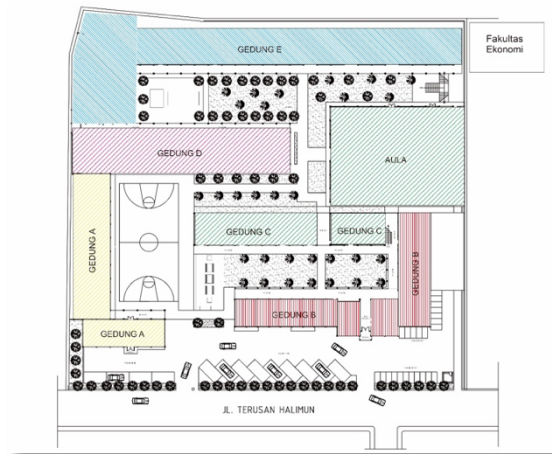 Fakultas
Ekonomi
GEDUNG E
GEDUNG D
AULA
GEDUNG A
GEDUNG C
GEDUNG C
GEDUNG B
GEDUNG B
GEDUNG A
JL. TERUSAN HALIMUN